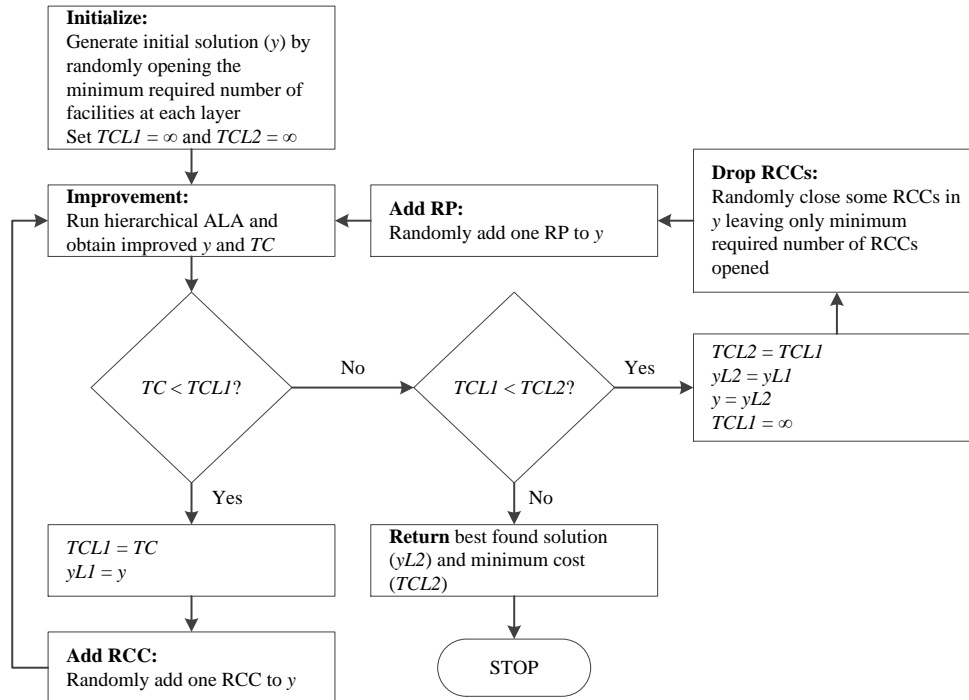 Initialize:
Generate initial solution (y) by
randomly opening the
minimum required number of
facilities at each layer
Set TCL1 = ∞ and TCL2 = ∞
Improvement:
Run hierarchical ALA and
obtain improved y and TC
Add RP:
Randomly add one RP to y
Drop RCCs:
Randomly close some RCCs in
y leaving only minimum
required number of RCCs
opened
TC < TCL1?
No
TCL1 < TCL2?
Yes
TCL2 = TCL1
yL2 = yL1
y = yL2
TCL1 = ∞
Yes
No
TCL1 = TC
yL1 = y
Return best found solution
(yL2) and minimum cost
(TCL2)
Add RCC:
Randomly add one RCC to y
STOP